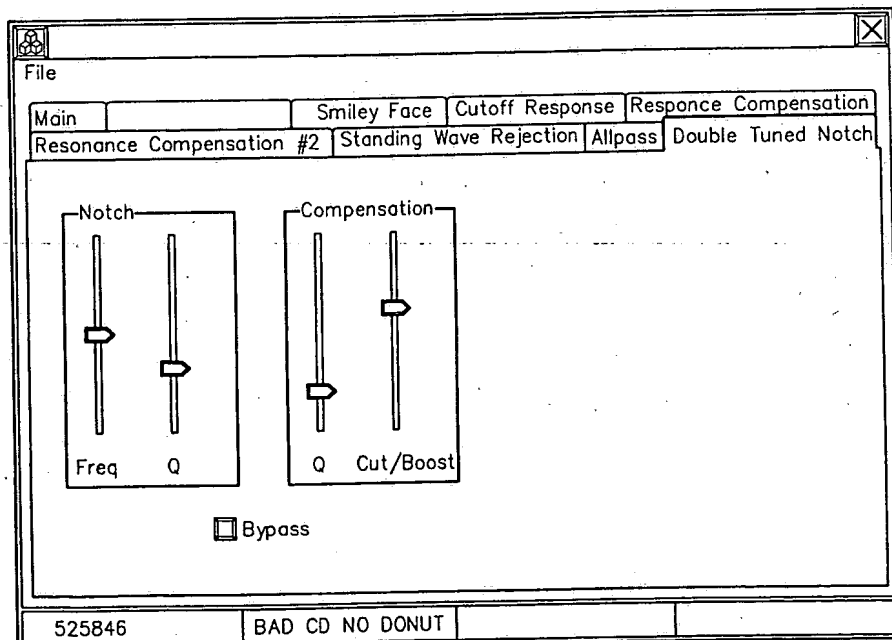 File
Main Smiley Face Cutoff Response Responce Compensation
Resonance Compensation #2 Standing Wave Rejection Allpass Double Tuned Notch
Notch Compensation
Freq Q Q Cut/Boost
Bypass
525846 BAD CD NO DONUT